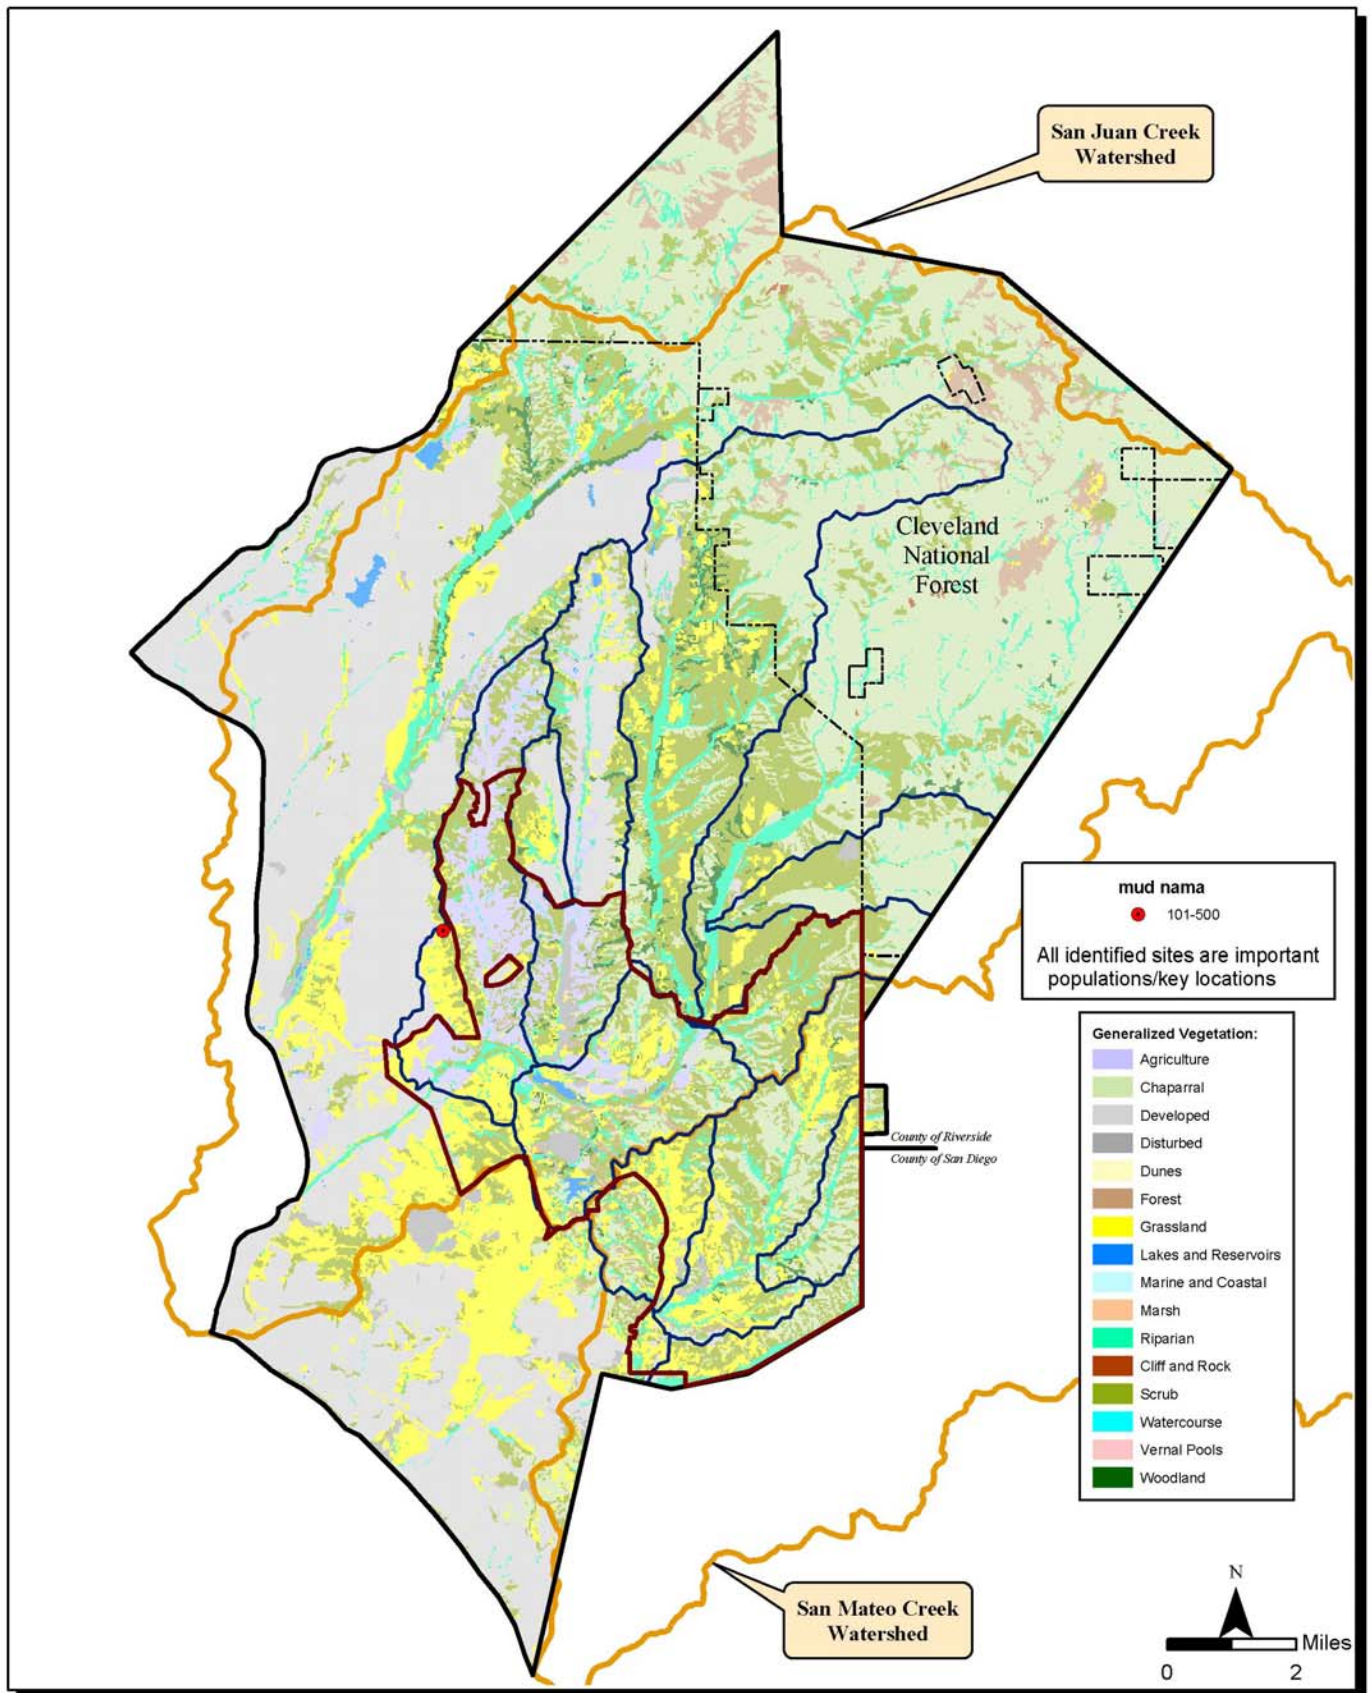 San Juan Creek
Watershed
Cleveland
National
Forest
mud nama
101-500
All identified sites are important
populations/key locations
Generalized Vegetation:
Agriculture
Chaparral
Developed
Disturbed
Dunes
Forest
Grassland
Lakes and Reservoirs
Marine and Coastal
Marsh
Riparian
Cliff and Rock
Scrub
Watercourse
Vernal Pools
Woodland
County of Riverside
County of San Diego
San Mateo Creek
Watershed
N
Miles
0 2